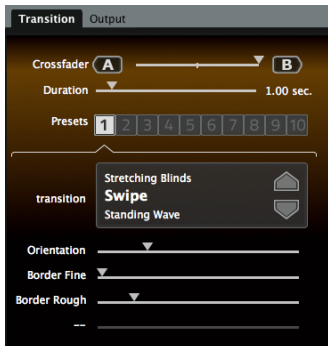 Transition Output
Crossfader A B
Duration 1.00 sec.
Presets 1 2 3 4 5 6 7 8 9 10
Stretching Blinds
transition Swipe
Standing Wave
Orientation
Border Fine
Border Rough
--